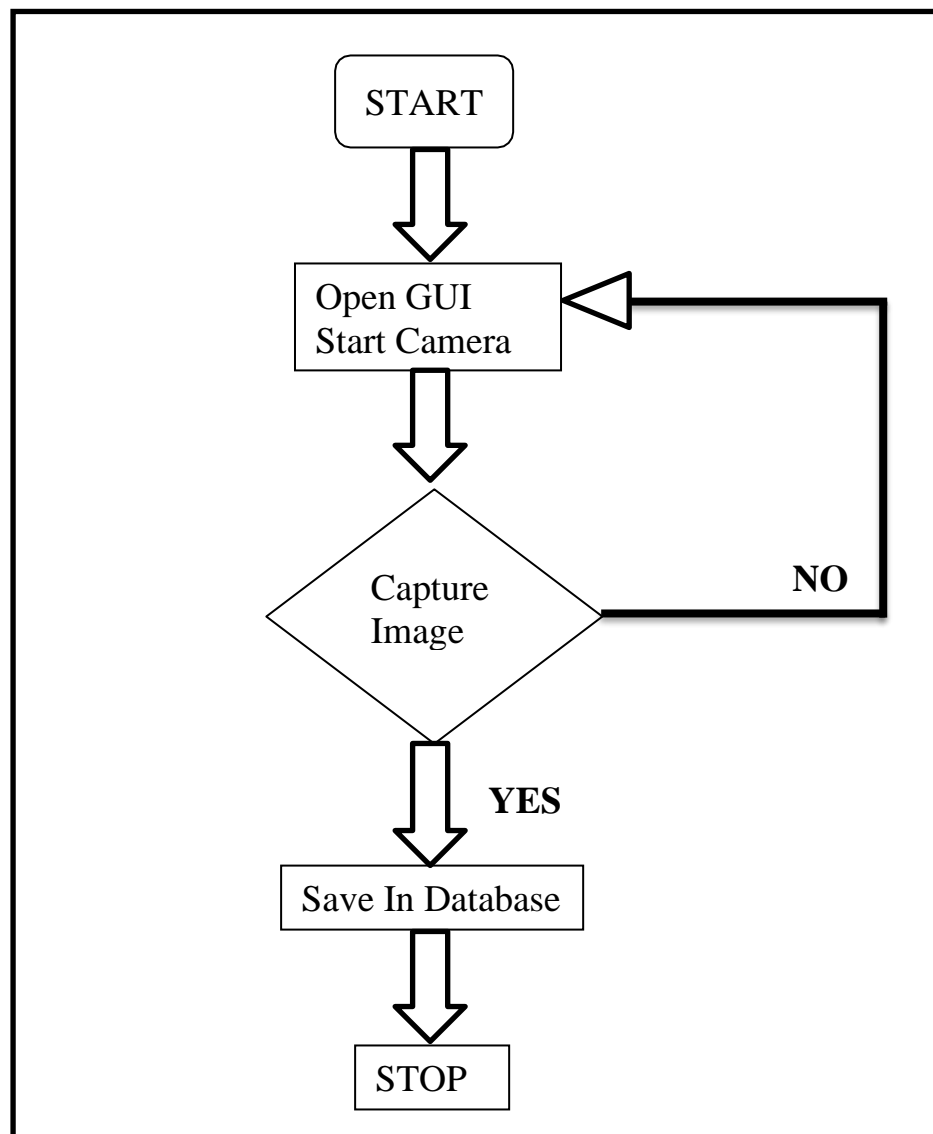 START
Open GUI
Start Camera
Capture
Image
NO
YES
Save In Database
STOP